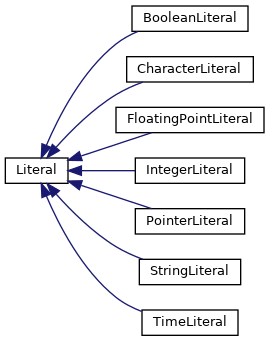 BooleanLiteral
CharacterLiteral
FloatingPointLiteral
Literal
IntegerLiteral
PointerLiteral
StringLiteral
TimeLiteral